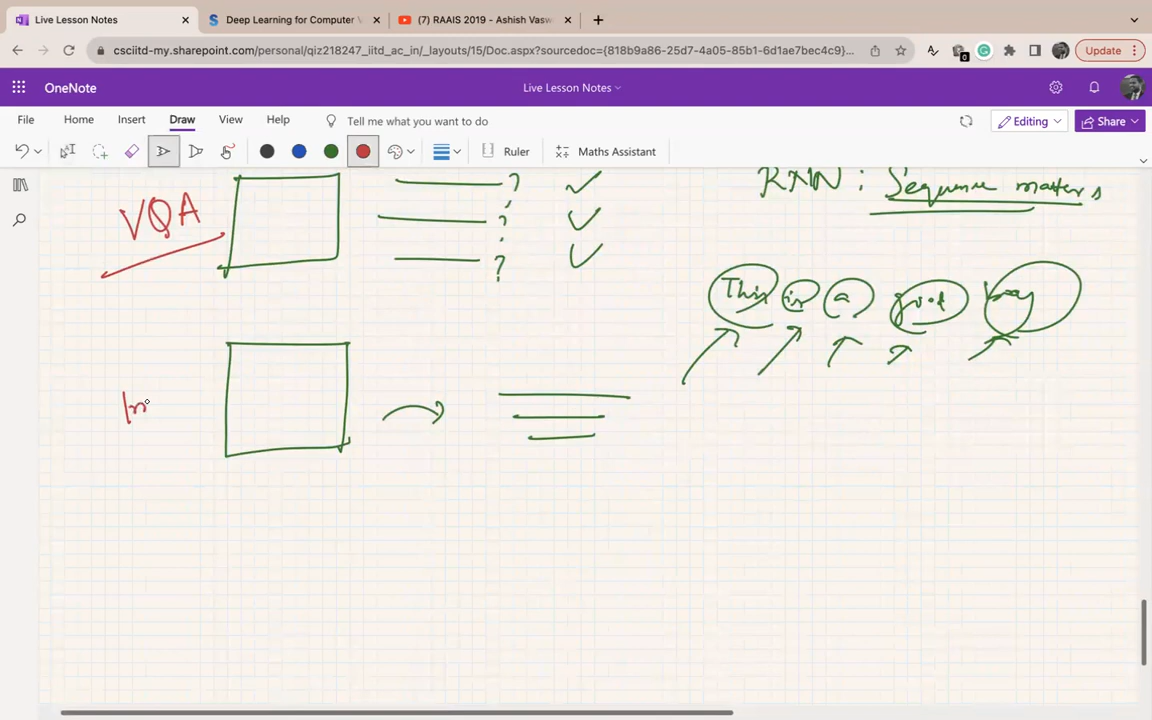 Live Lesson Notes
Deep Learning for Computer V
(7) RAAIS 2019 - Ashish Vasw
csciitd-my.sharepoint.com/personal/qiz218247_iitd_ac_in/_layouts/15/Doc.aspx?sourcedoc={818b9a86-25d7-4a05-85b1-6d1ae7bec4c9}...
0
Update
OneNote
Live Lesson Notes
File Home Insert Draw View Help Tell me what you want to do
Editing
Share
Ruler
Maths Assistant
VQA
?
?
?
RNN : Sequence matters
This is a good boy